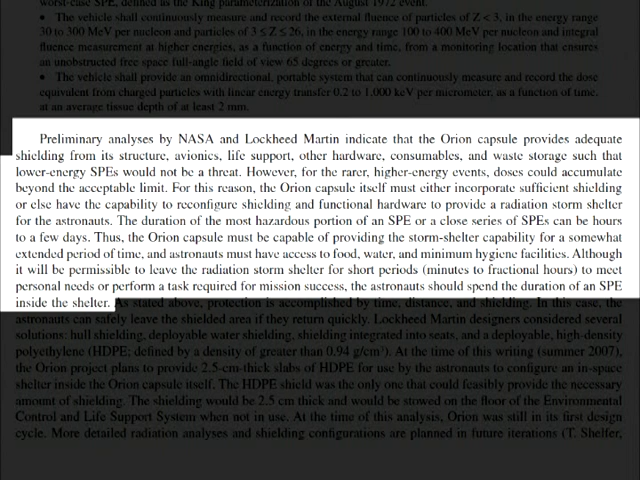 worst-case SPE, defined as the King parameterization of the August 1972 event.
• The vehicle shall continuously measure and record the external fluence of particles of Z < 3, in the energy range
30 to 300 MeV per nucleon and particles of 3 ≤ Z ≤ 26, in the energy range 100 to 400 MeV per nucleon and integral
fluence measurement at higher energies, as a function of energy and time, from a monitoring location that ensures
an unobstructed free space full-angle field of view 65 degrees or greater.
• The vehicle shall provide an omnidirectional, portable system that can continuously measure and record the dose
equivalent from charged particles with linear energy transfer 0.2 to 1,000 keV per micrometer, as a function of time,
at an average tissue depth of at least 2 mm.
Preliminary analyses by NASA and Lockheed Martin indicate that the Orion capsule provides adequate
shielding from its structure, avionics, life support, other hardware, consumables, and waste storage such that
lower-energy SPEs would not be a threat. However, for the rarer, higher-energy events, doses could accumulate
beyond the acceptable limit. For this reason, the Orion capsule itself must either incorporate sufficient shielding
or else have the capability to reconfigure shielding and functional hardware to provide a radiation storm shelter
for the astronauts. The duration of the most hazardous portion of an SPE or a close series of SPEs can be hours
to a few days. Thus, the Orion capsule must be capable of providing the storm-shelter capability for a somewhat
extended period of time, and astronauts must have access to food, water, and minimum hygiene facilities. Although
it will be permissible to leave the radiation storm shelter for short periods (minutes to fractional hours) to meet
personal needs or perform a task required for mission success, the astronauts should spend the duration of an SPE
inside the shelter. As stated above, protection is accomplished by time, distance, and shielding. In this case, the
astronauts can safely leave the shielded area if they return quickly. Lockheed Martin designers considered several
solutions: hull shielding, deployable water shielding, shielding integrated into seats, and a deployable, high-density
polyethylene (HDPE; defined by a density of greater than 0.94 g/cm³). At the time of this writing (summer 2007),
the Orion project plans to provide 2.5-cm-thick slabs of HDPE for use by the astronauts to configure an in-space
shelter inside the Orion capsule itself. The HDPE shield was the only one that could feasibly provide the necessary
amount of shielding. The shielding would be 2.5 cm thick and would be stowed on the floor of the Environmental
Control and Life Support System when not in use. At the time of this analysis, Orion was still in its first design
cycle. More detailed radiation analyses and shielding configurations are planned in future iterations (T. Shelfer,